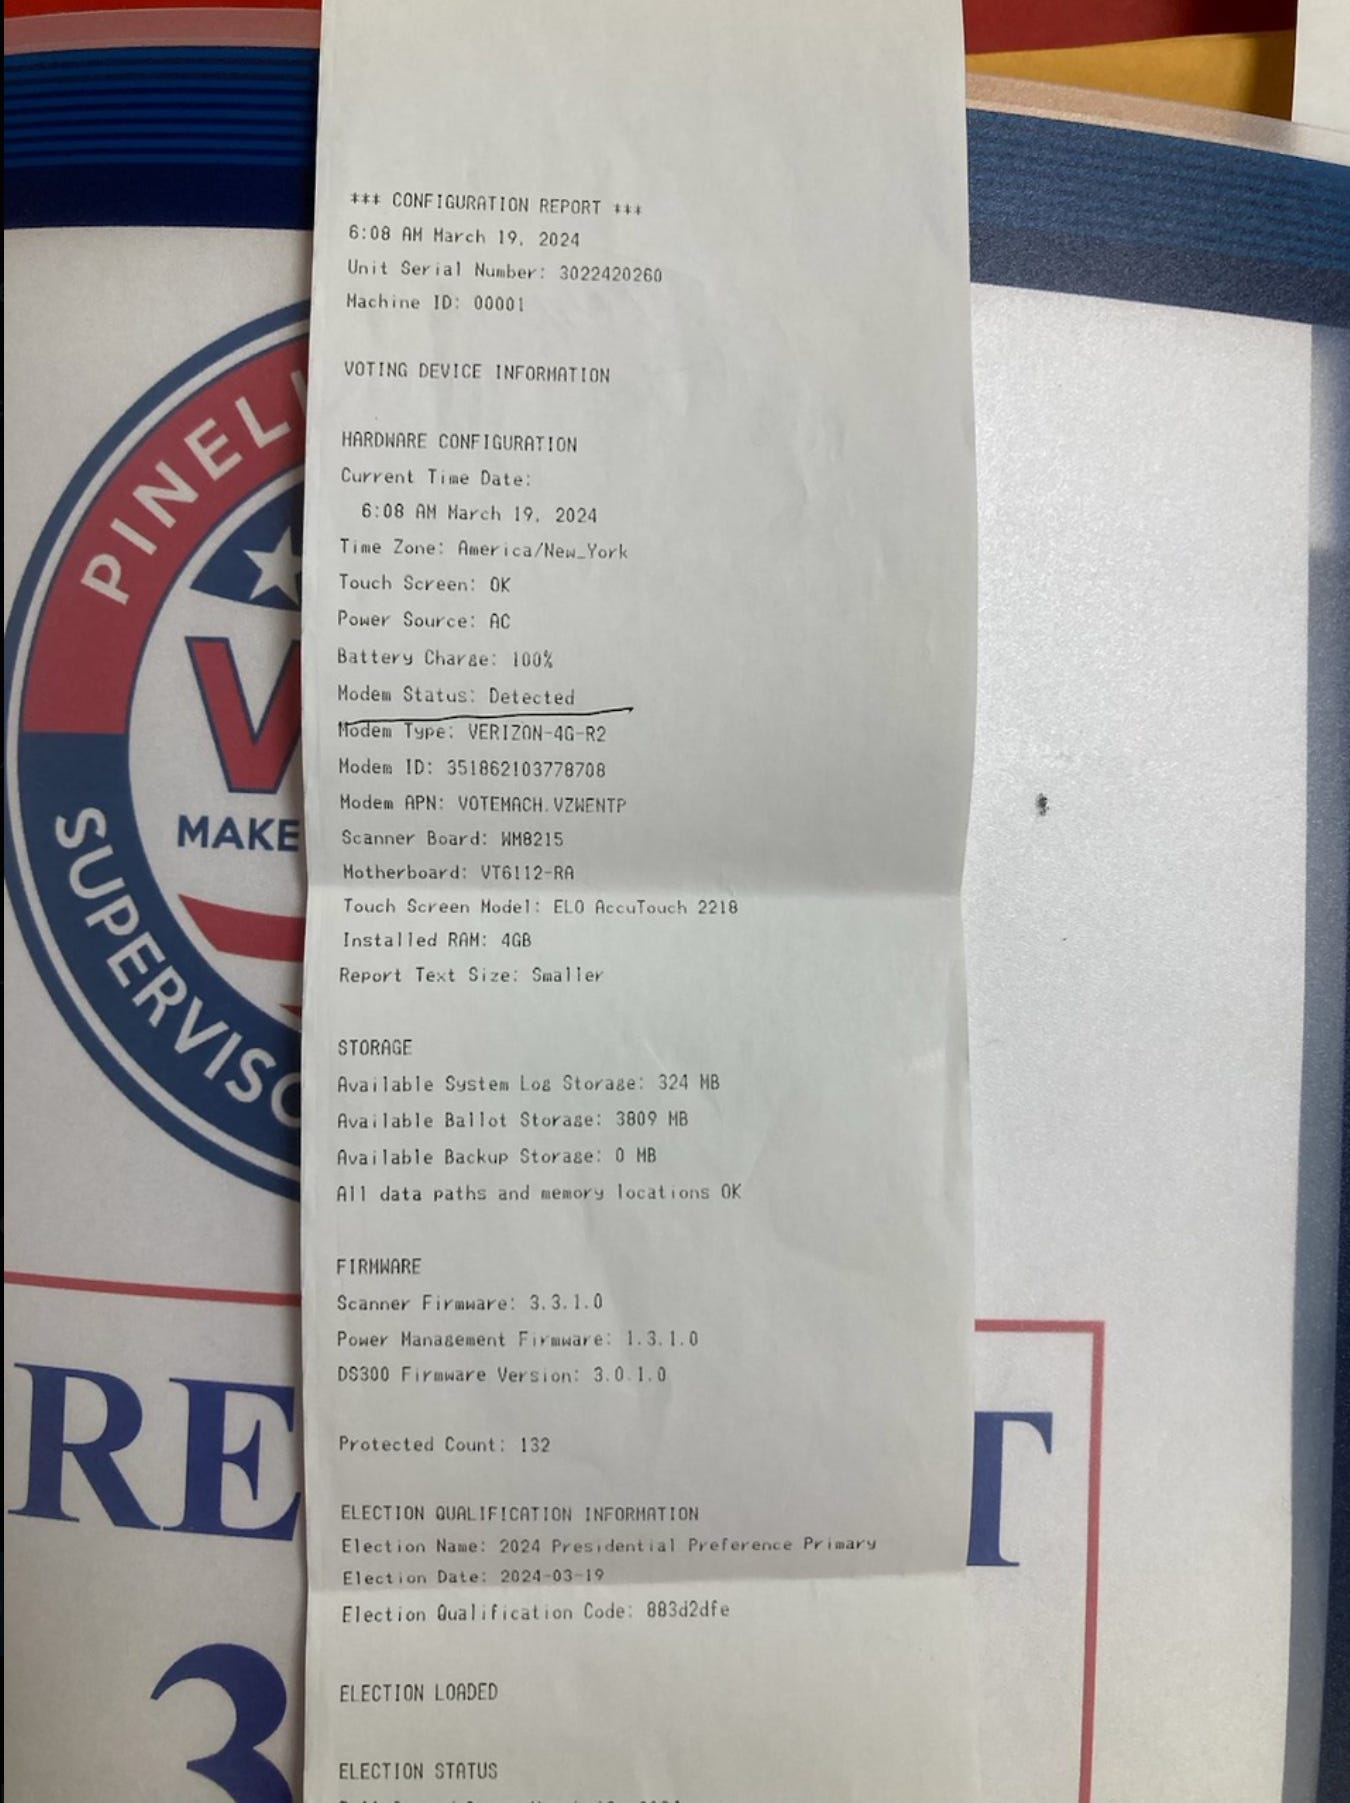 *** CONFIGURATION REPORT ***
6:08 AM March 19, 2024
Unit Serial Number: 3022420260
Machine ID: 00001
VOTING DEVICE INFORMATION
HARDWARE CONFIGURATION
Current Time Date:
6:08 AM March 19, 2024
Time Zone: America/New_York
Touch Screen: OK
Power Source: AC
Battery Charge: 100%
Modem Status: Detected
Modem Type: VERIZON-4G-R2
Modem ID: 351862103778708
Modem APN: VOTEMACH.VZWENTP
Scanner Board: WM8215
Motherboard: VT6112-RA
Touch Screen Model: ELO AccuTouch 2218
Installed RAM: 4GB
Report Text Size: Smaller
STORAGE
Available System Log Storage: 324 MB
Available Ballot Storage: 3809 MB
Available Backup Storage: 0 MB
All data paths and memory locations OK
FIRMWARE
Scanner Firmware: 3.3.1.0
Power Management Firmware: 1.3.1.0
DS300 Firmware Version: 3.0.1.0
Protected Count: 132
ELECTION QUALIFICATION INFORMATION
Election Name: 2024 Presidential Preference Primary
Election Date: 2024-03-19
Election Qualification Code: 883d2dfe
ELECTION LOADED
ELECTION STATUS
PINELL
V
MAKE
SUPERVISO
RE T
3